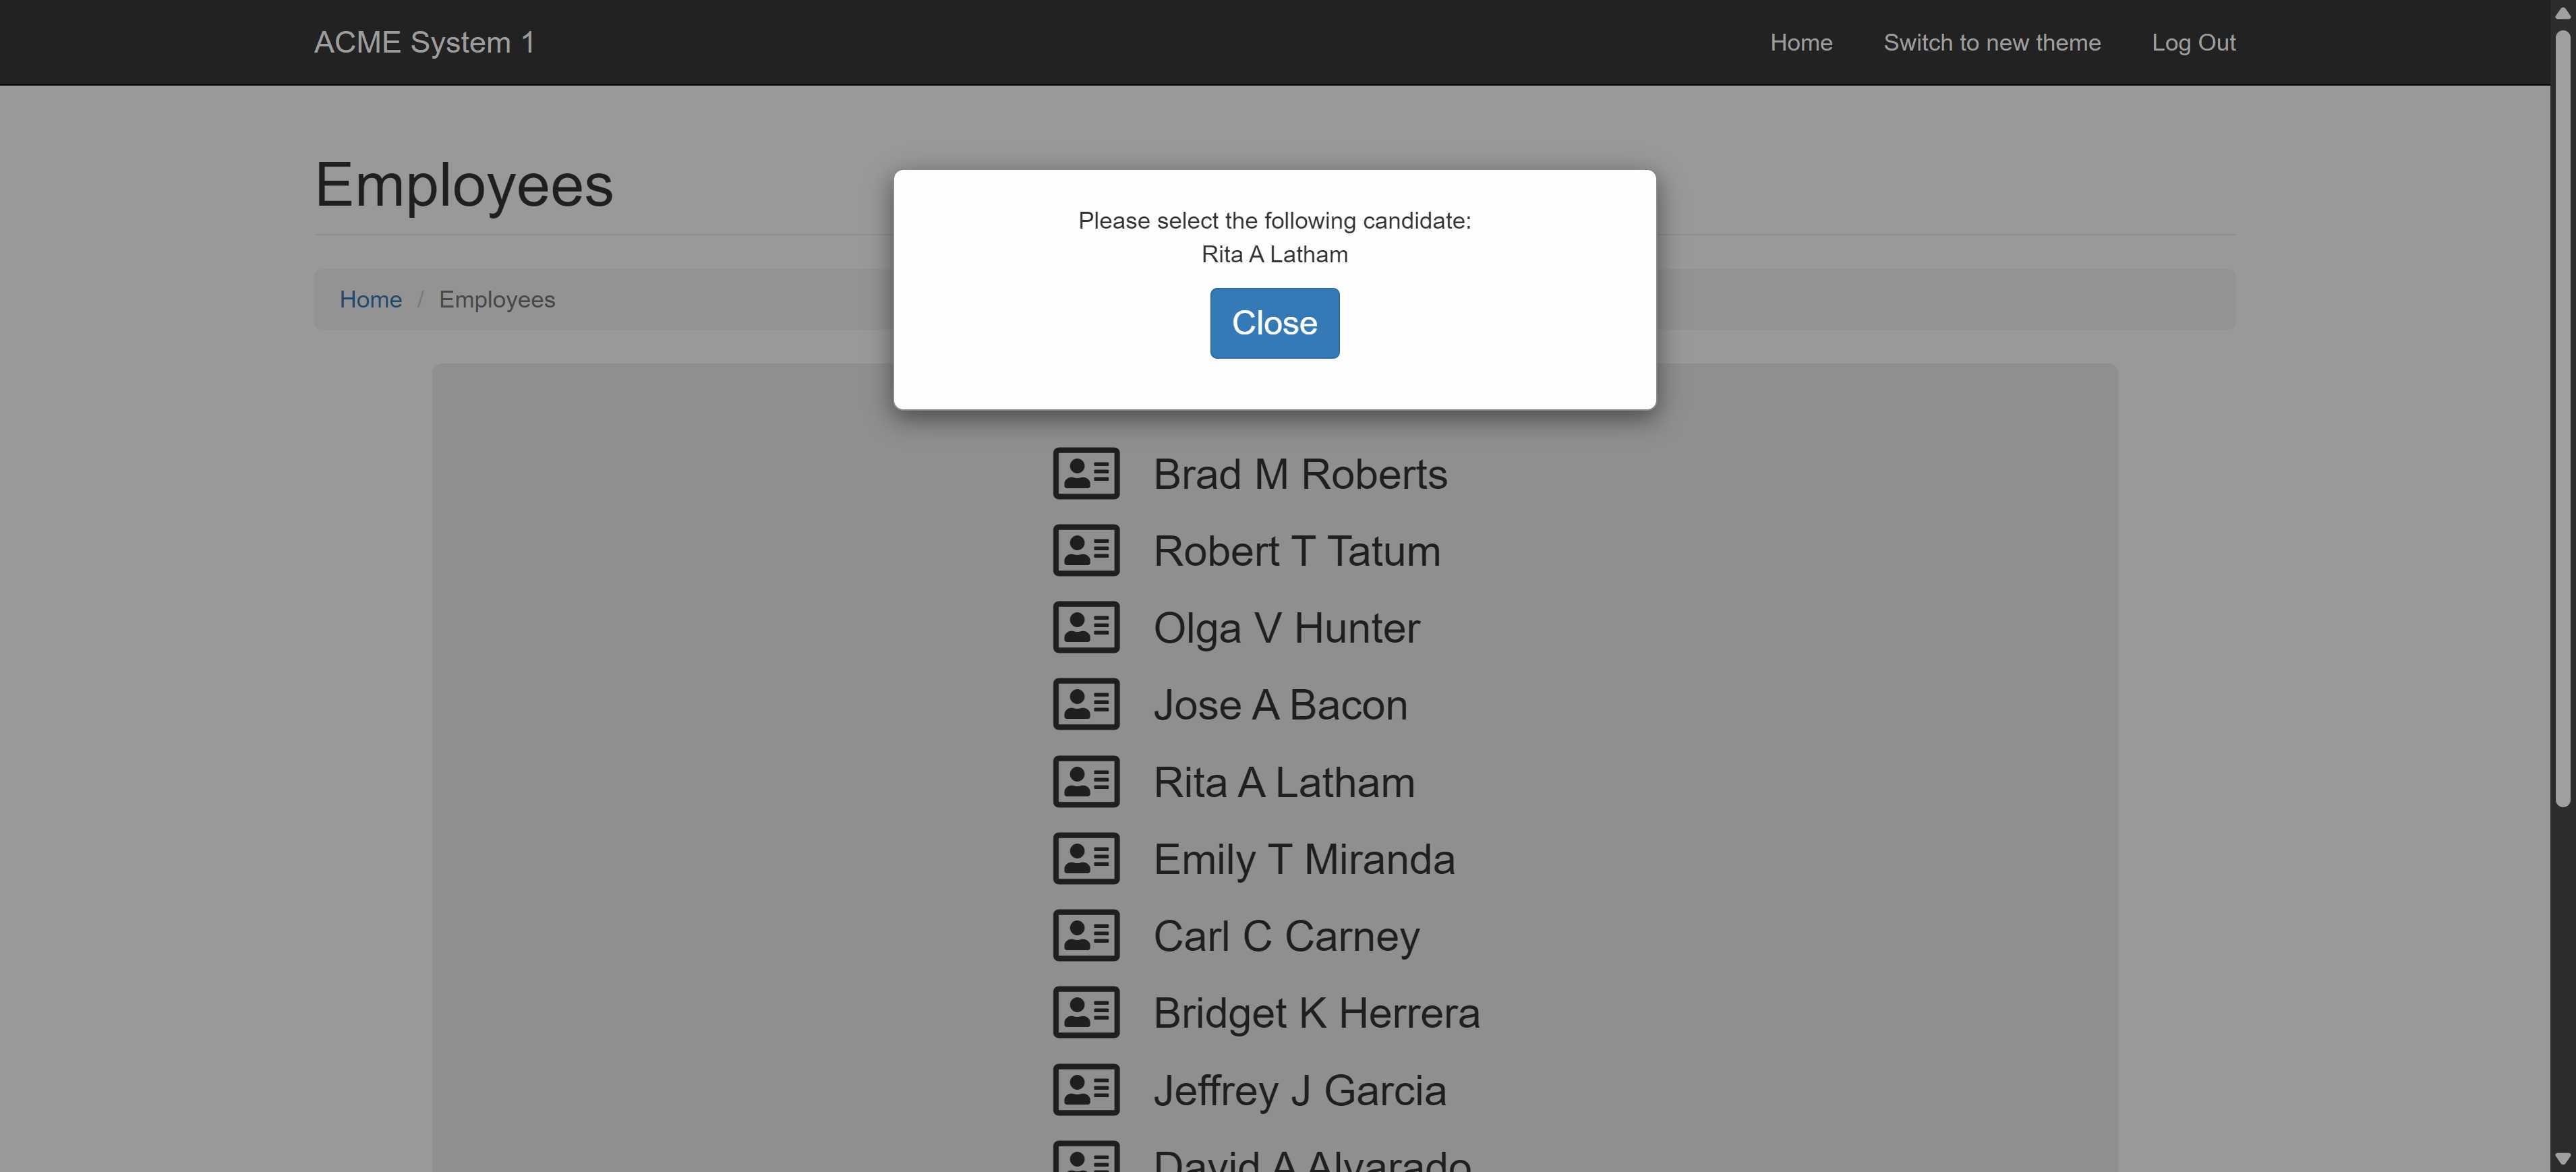 ACME System 1
Home
Switch to new theme
Log Out
Employees
Please select the following candidate:
Rita A Latham
Close
Home / Employees
Brad M Roberts
Robert T Tatum
Olga V Hunter
Jose A Bacon
Rita A Latham
Emily T Miranda
Carl C Carney
Bridget K Herrera
Jeffrey J Garcia
David A Alvarado